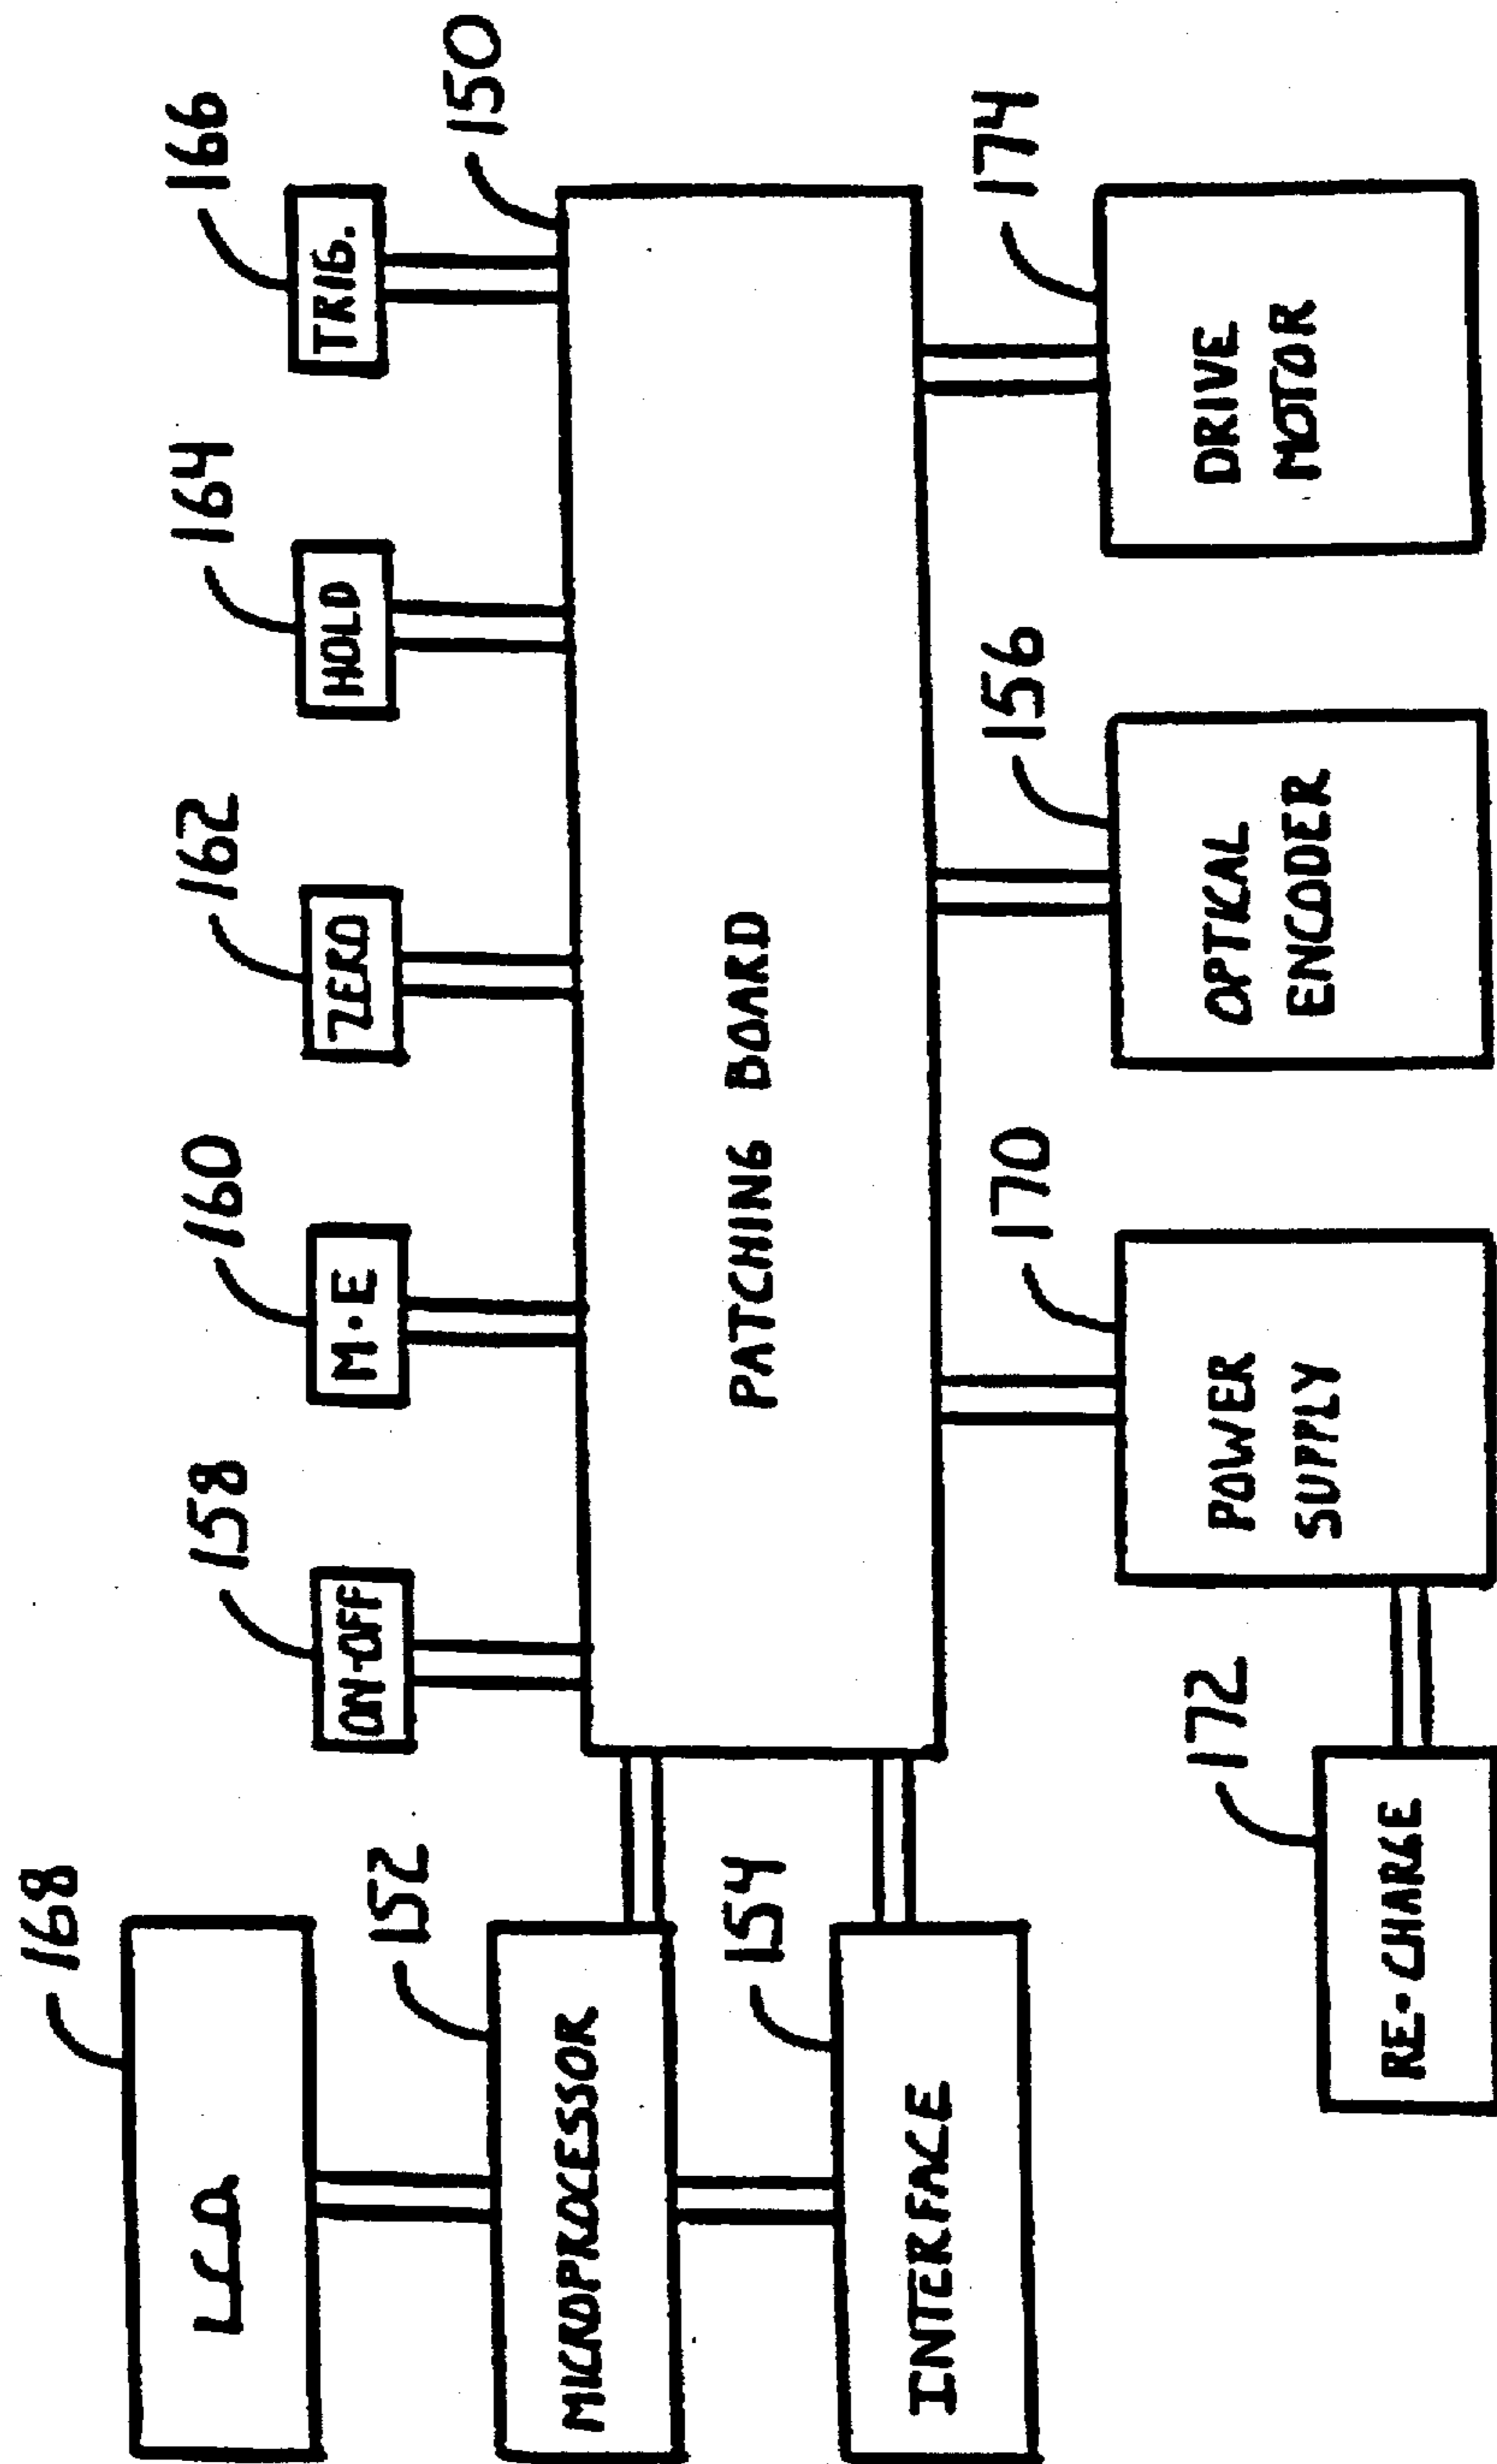 168
LCD
152
MICROPROCESSOR
154
INTERFACE
158
ON-OFF
160
M·E
162
ZERO
164
HOLD
166
TRIG.
150
PATCHING BOARD
172
RE-CHARGE
170
POWER
SUPPLY
156
OPTICAL
ENCODER
174
DRIVE
MOTOR